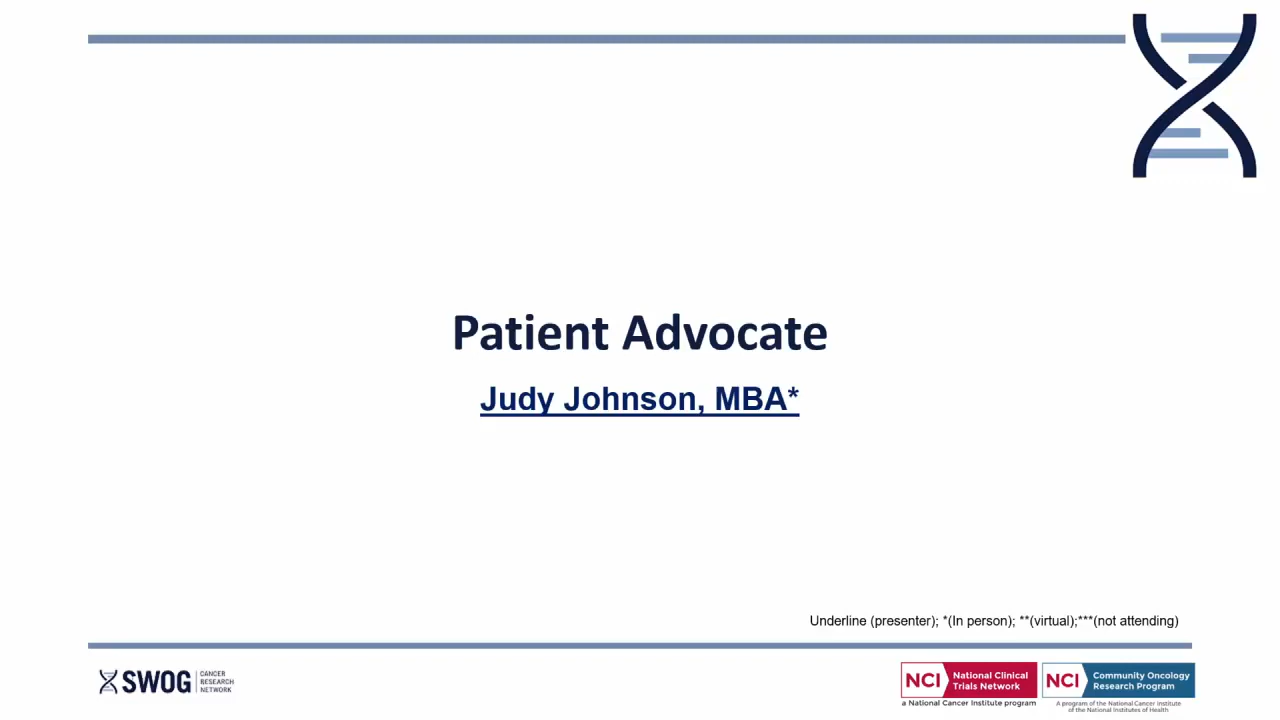 Patient Advocate
Judy Johnson, MBA*
Underline (presenter); *(In person); **(virtual);***(not attending)
SWOG
CANCER
RESEARCH
NETWORK
NCI
National Clinical
Trials Network
a National Cancer Institute program
NCI
Community Oncology
Research Program
A program of the National Cancer Institute
of the National Institutes of Health